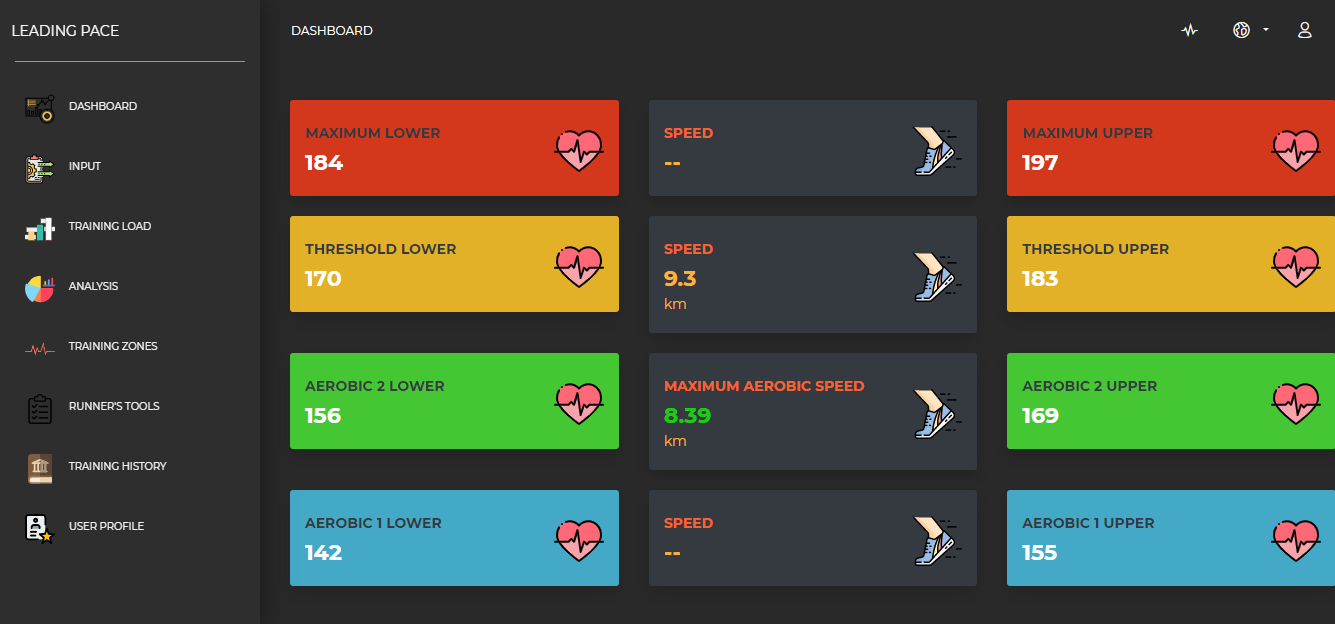 LEADING PACE
DASHBOARD
INPUT
TRAINING LOAD
ANALYSIS
TRAINING ZONES
RUNNER'S TOOLS
TRAINING HISTORY
USER PROFILE
DASHBOARD
MAXIMUM LOWER
184
SPEED
--
MAXIMUM UPPER
197
THRESHOLD LOWER
170
SPEED
9.3
km
THRESHOLD UPPER
183
AEROBIC 2 LOWER
156
MAXIMUM AEROBIC SPEED
8.39
km
AEROBIC 2 UPPER
169
AEROBIC 1 LOWER
142
SPEED
--
AEROBIC 1 UPPER
155